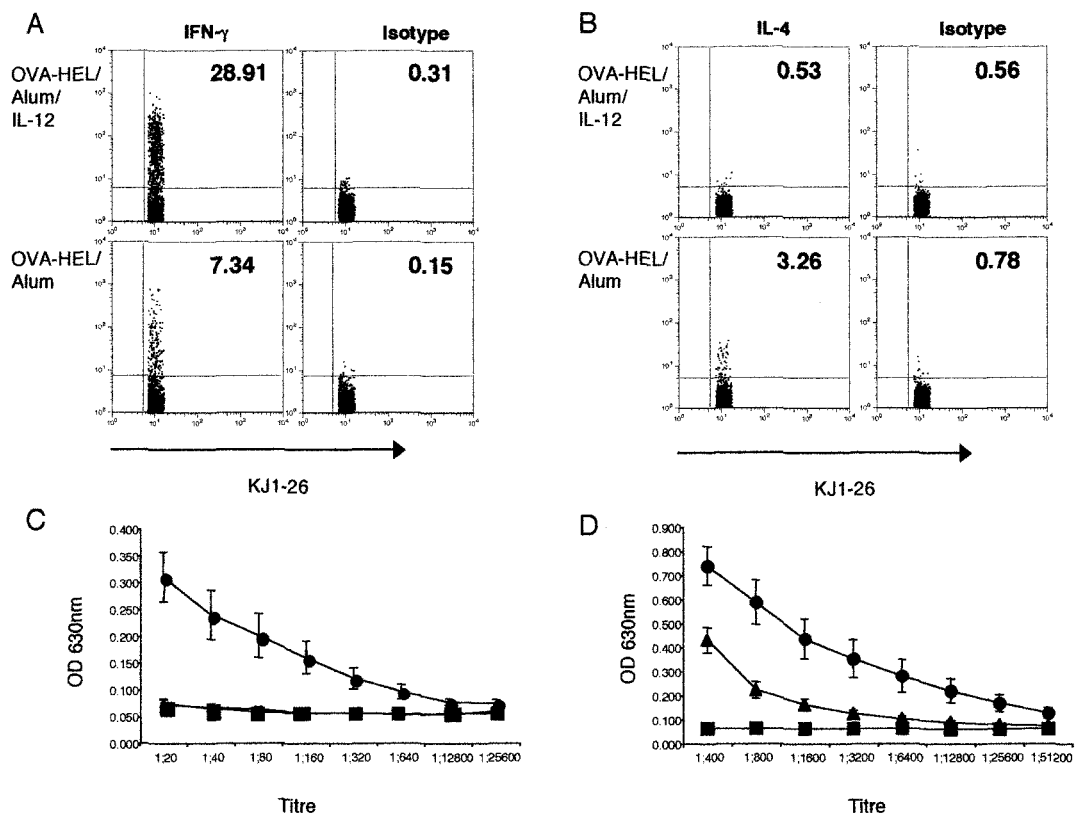 A
IFN-γ
Isotype
OVA-HEL/
Alum/
IL-12
28.91
0.31
OVA-HEL/
Alum
7.34
0.15
KJ1-26
B
IL-4
Isotype
OVA-HEL/
Alum/
IL-12
0.53
0.56
OVA-HEL/
Alum
3.26
0.78
KJ1-26
C
0.400
0.350
0.300
0.250
0.200
0.150
0.100
0.050
0.000
OD 630nm
1;20 1;40 1;80 1;160 1;320 1;640 1;12800 1;25600
Titre
D
0.900
0.800
0.700
0.600
0.500
0.400
0.300
0.200
0.100
0.000
OD 630nm
1;400 1;800 1;1600 1;3200 1;6400 1;12800 1;25600 1;51200
Titre